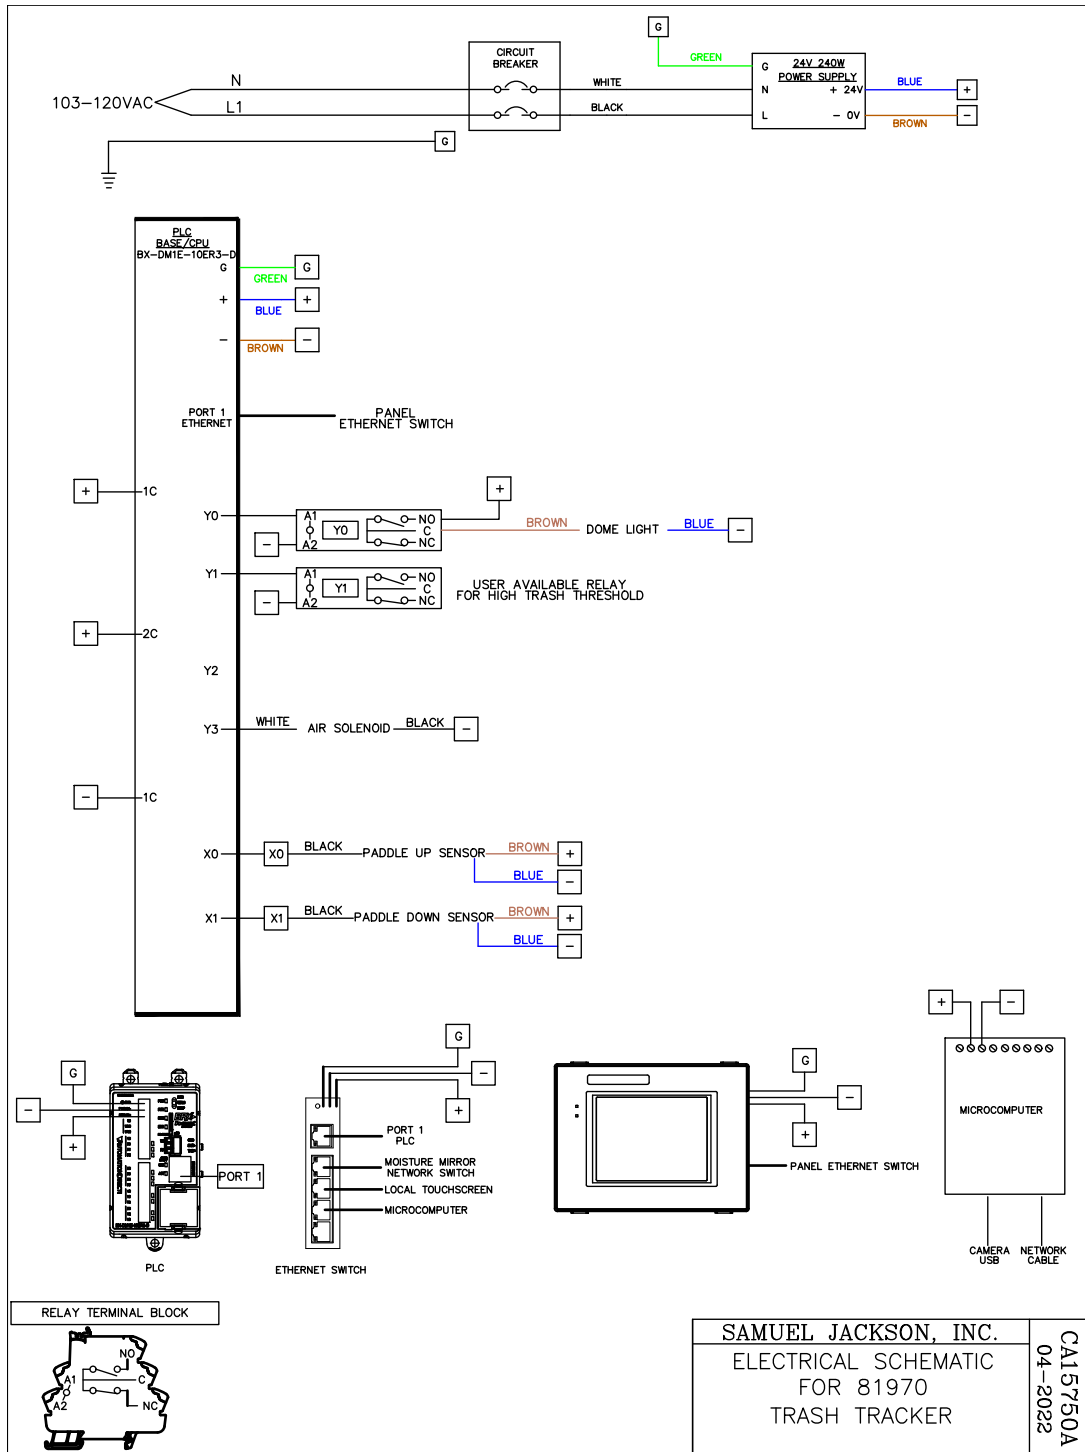 G
CIRCUIT
BREAKER
GREEN
24V 240W
POWER SUPPLY
G
N
+ 24V
L
− 0V
103−120VAC
N
L1
WHITE
BLACK
BLUE
+
BROWN
−
G
PLC
BASE/CPU
BX−DM1E−10ER3−D
G
GREEN
G
+
BLUE
+
−
BROWN
−
PORT 1
ETHERNET
PANEL
ETHERNET SWITCH
+
1C
Y0
A1
A2
Y0
NO
C
NC
−
+
BROWN
DOME LIGHT
BLUE
−
Y1
A1
A2
Y1
NO
C
NC
−
USER AVAILABLE RELAY
FOR HIGH TRASH THRESHOLD
+
2C
Y2
Y3
WHITE
AIR SOLENOID
BLACK
−
−
1C
X0
X0
BLACK
PADDLE UP SENSOR
BROWN
+
BLUE
−
X1
X1
BLACK
PADDLE DOWN SENSOR
BROWN
+
BLUE
−
G
−
+
PORT 1
PLC
G
−
+
PORT 1
PLC
MOISTURE MIRROR
NETWORK SWITCH
LOCAL TOUCHSCREEN
MICROCOMPUTER
ETHERNET SWITCH
G
−
+
PANEL ETHERNET SWITCH
+
−
MICROCOMPUTER
CAMERA
USB
NETWORK
CABLE
RELAY TERMINAL BLOCK
NO
A1
C
A2
NC
SAMUEL JACKSON, INC.
ELECTRICAL SCHEMATIC
FOR 81970
TRASH TRACKER
CA15750A
04−2022